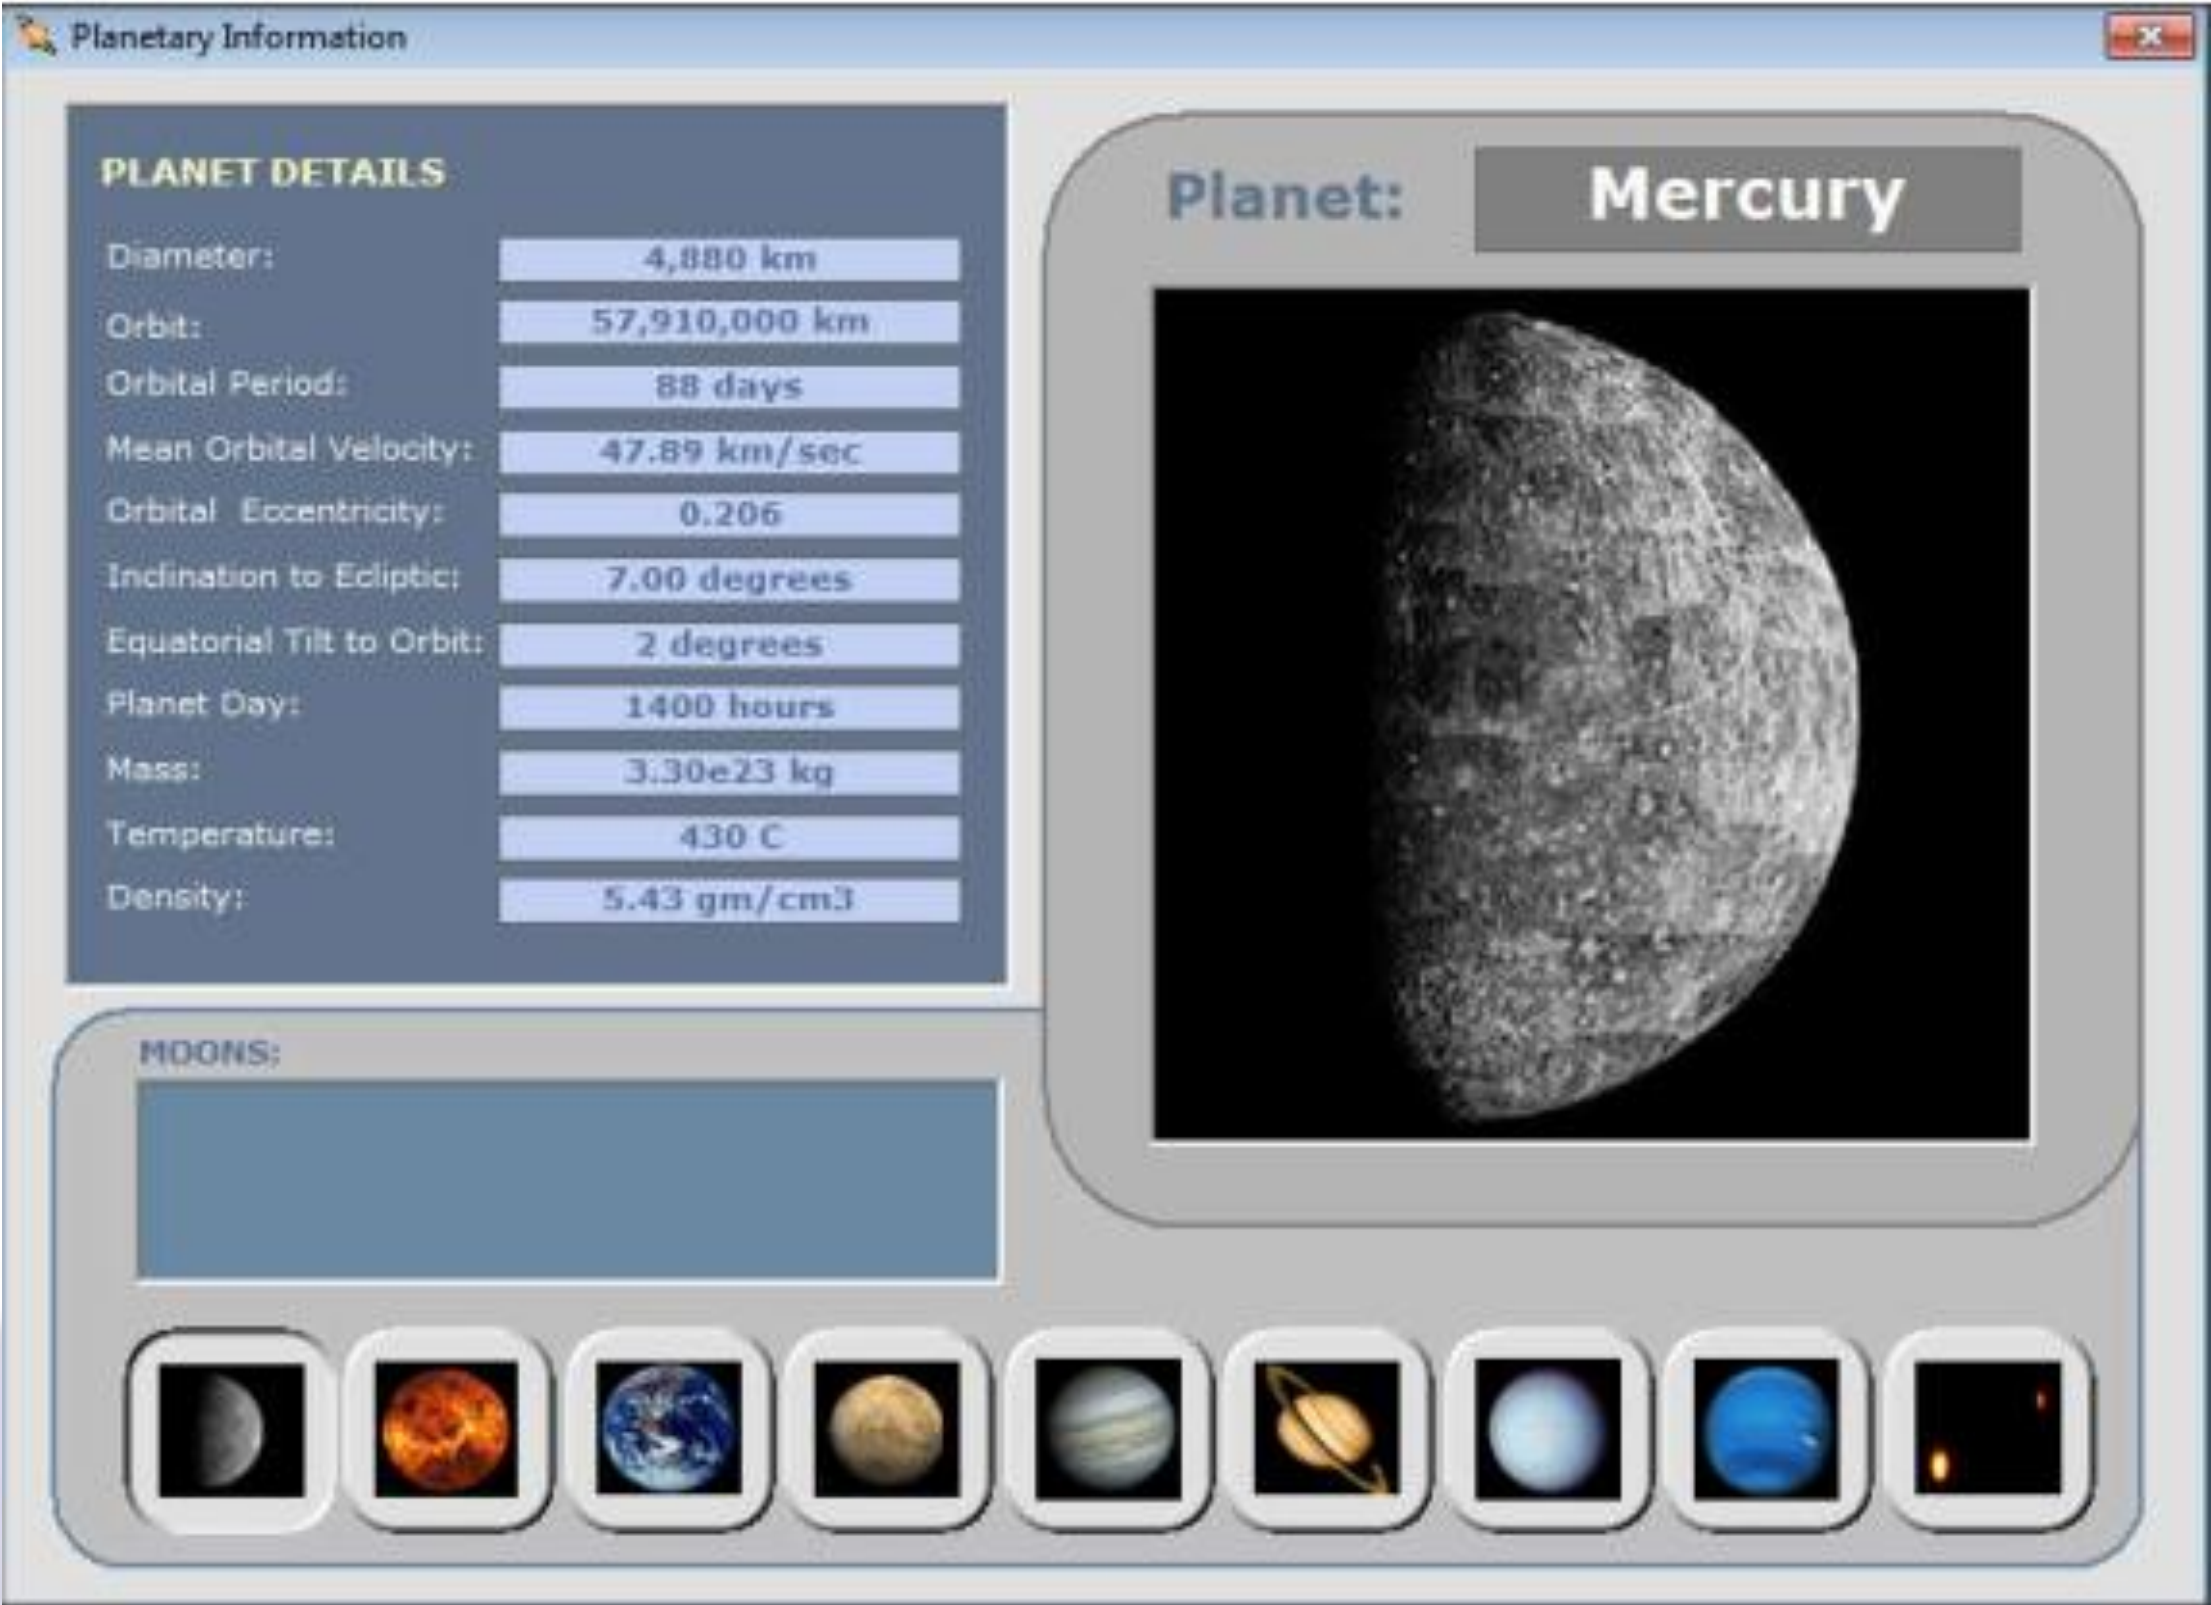 Planetary Information
PLANET DETAILS
Diameter: 4,880 km
Orbit: 57,910,000 km
Orbital Period: 88 days
Mean Orbital Velocity: 47.89 km/sec
Orbital Eccentricity: 0.206
Inclination to Ecliptic: 7.00 degrees
Equatorial Tilt to Orbit: 2 degrees
Planet Day: 1400 hours
Mass: 3.30e23 kg
Temperature: 430 C
Density: 5.43 gm/cm3
Planet: Mercury
MOONS: